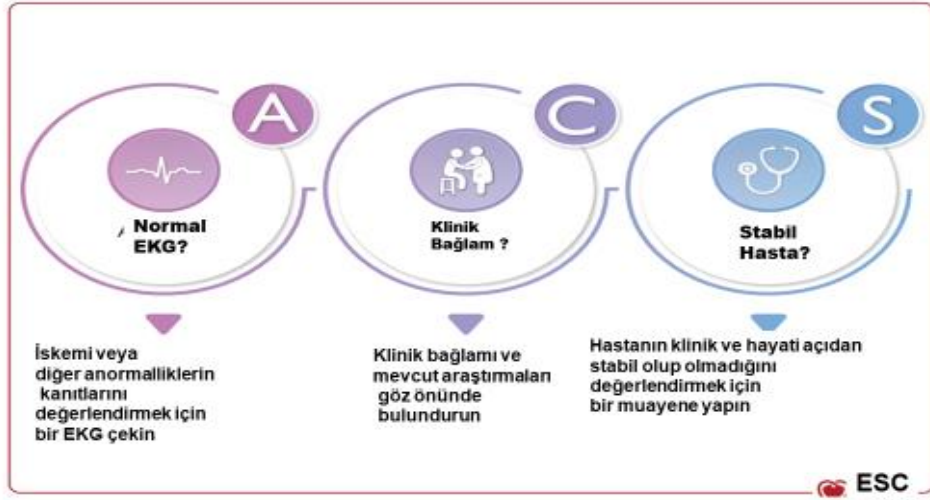 A
Normal
EKG?
İskemi veya
diğer anormalliklerin
kanıtlarını
değerlendirmek için
bir EKG çekin
C
Klinik
Bağlam ?
Klinik bağlamı ve
mevcut araştırmaları
göz önünde
bulundurun
S
Stabil
Hasta?
Hastanın klinik ve hayati açıdan
stabil olup olmadığını
değerlendirmek için
bir muayene yapın
ESC